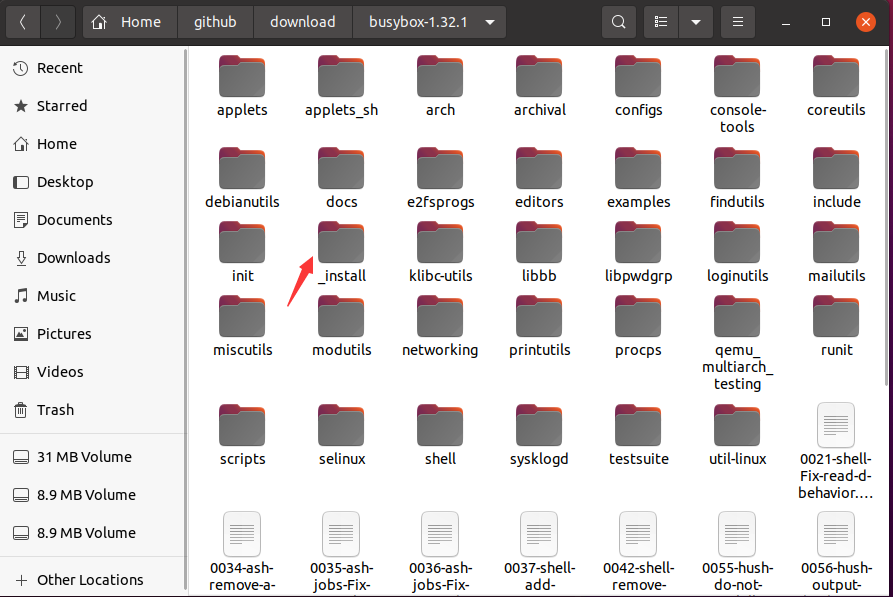 Home
github
download
busybox-1.32.1
Recent
Starred
Home
Desktop
Documents
Downloads
Music
Pictures
Videos
Trash
31 MB Volume
8.9 MB Volume
8.9 MB Volume
Other Locations
applets
applets_sh
arch
archival
configs
console-
tools
coreutils
debianutils
docs
e2fsprogs
editors
examples
findutils
include
init
_install
klibc-utils
libbb
libpwdgrp
loginutils
mailutils
miscutils
modutils
networking
printutils
procps
qemu_
multiarch_
testing
runit
scripts
selinux
shell
sysklogd
testsuite
util-linux
0021-shell-
Fix-read-d-
behavior.…
0034-ash-
remove-a-
0035-ash-
jobs-Fix-
0036-ash-
jobs-Fix-
0037-shell-
add-
0042-shell-
remove-
0055-hush-
do-not-
0056-hush-
output-